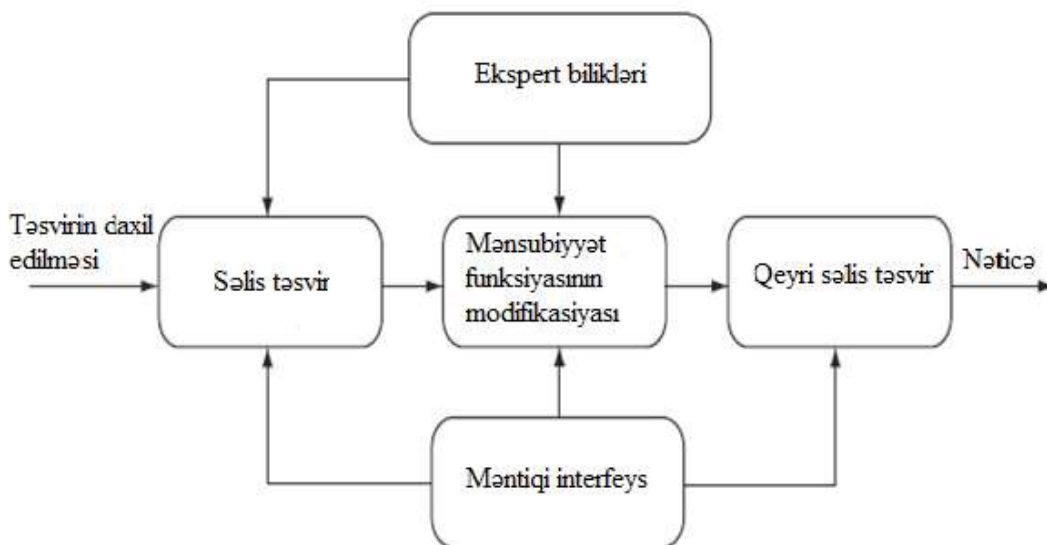 Ekspert bilikləri
Təsvirin daxil
edilməsi
Səlis təsvir
Mənsubiyyət
funksiyasının
modifikasiyası
Qeyri səlis təsvir
Nəticə
Məntiqi interfeys